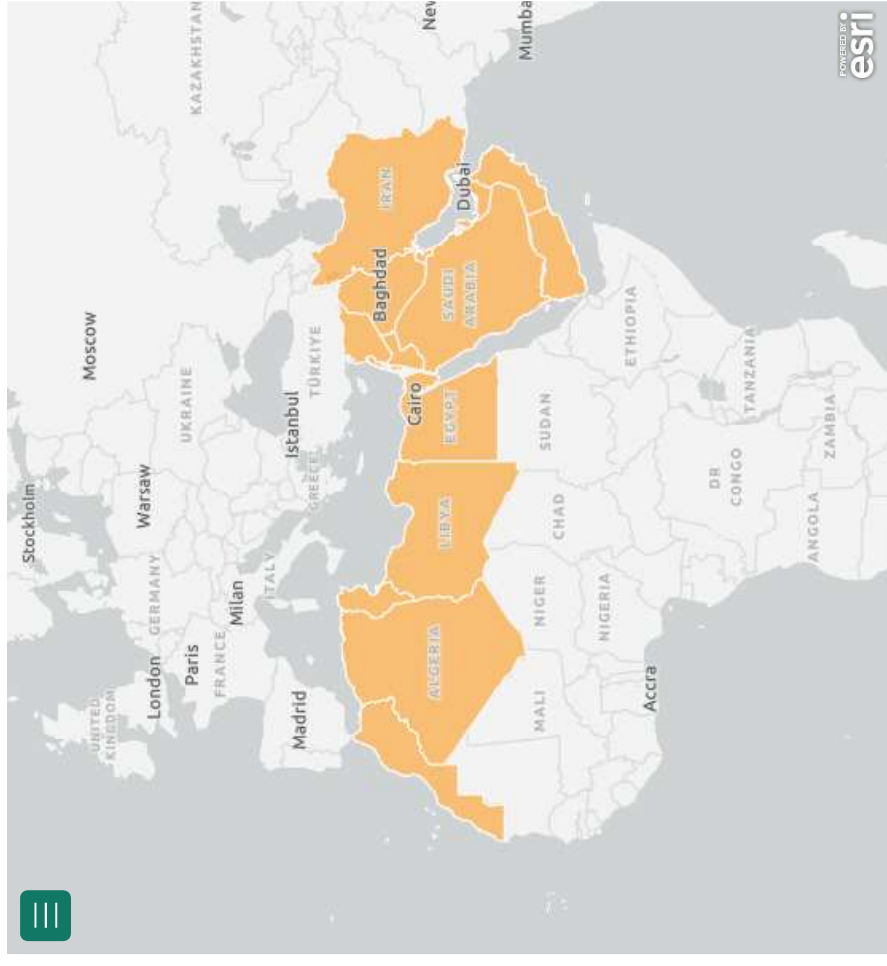 Stockholm
Moscow
UNITED
KINGDOM
London
GERMANY
Warsaw
KAZAKHSTAN
Paris
FRANCE
UKRAINE
Milan
ITALY
Istanbul
Madrid
GREECE
TÜRKIYE
Baghdad
IRAN
Cairo
ALGERIA
LIBYA
EGYPT
SAUDI
ARABIA
Dubai
MALI
NIGER
CHAD
SUDAN
NIGERIA
ETHIOPIA
Accra
DR
CONGO
TANZANIA
ANGOLA
ZAMBIA
Mumba
New
POWERED BY
esri